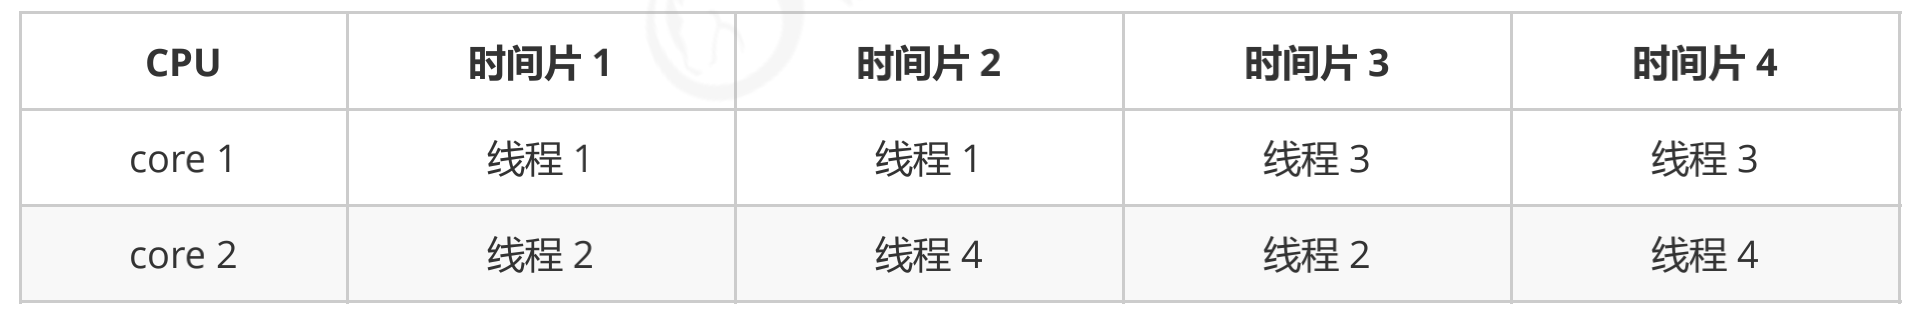 CPU 时间片 1 时间片 2 时间片 3 时间片 4
core 1 线程 1 线程 1 线程 3 线程 3
core 2 线程 2 线程 4 线程 2 线程 4